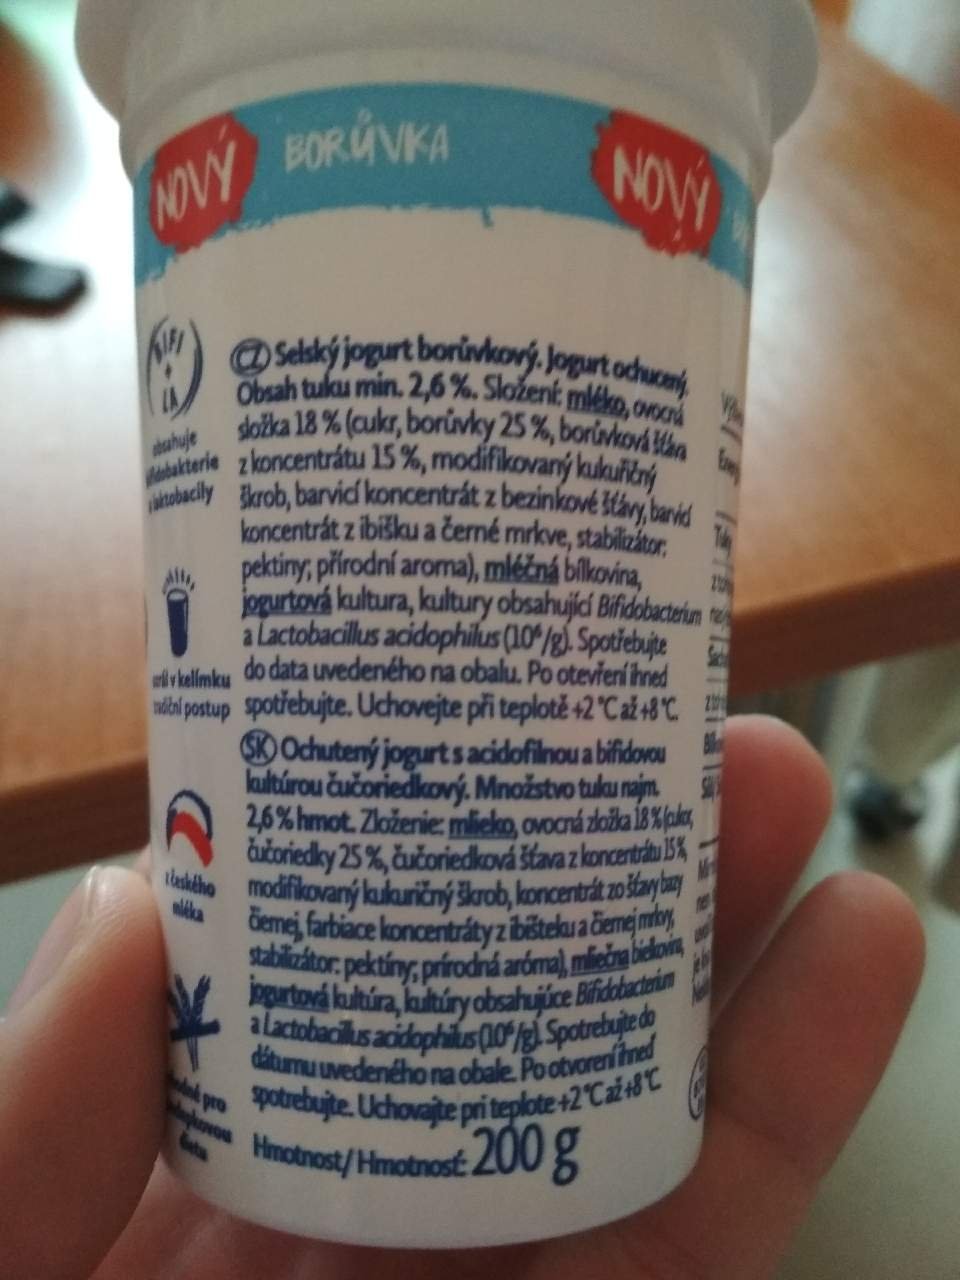 NOVÝ
BORŮVKA
NOVÝ
BIFI
+
LA
obsahuje
bifidobakterie
a laktobacily
zrál v kelímku
tradiční postup
z českého
mléka
pro
dieta
CZ Selský jogurt borůvkový. Jogurt ochucený.
Obsah tuku min. 2,6 %. Složení: mléko, ovocná
složka 18 % (cukr, borůvky 25 %, borůvková šťáva
z koncentrátu 15 %, modifikovaný kukuřičný
škrob, barvicí koncentrát z bezinkové šťávy, barvicí
koncentrát z ibišku a černé mrkve, stabilizátor:
pektiny; přírodní aroma), mléčná bílkovina,
jogurtová kultura, kultury obsahující Bifidobacterium
a Lactobacillus acidophilus (10⁶/g). Spotřebujte
do data uvedeného na obalu. Po otevření ihned
spotřebujte. Uchovejte při teplotě +2 °C až +8 °C.
SK Ochutený jogurt s acidofilnou a bifidovou
kultúrou čučoriedkový. Množstvo tuku najm.
2,6 % hmot. Zloženie: mlieko, ovocná zložka 18 % (cukor,
čučoriedky 25 %, čučoriedková šťava z koncentrátu 15 %,
modifikovaný kukuričný škrob, koncentrát zo šťavy bazy
čiernej, farbiace koncentráty z ibišteku a čiernej mrkvy,
stabilizátor: pektíny; prírodná aróma), mliečna bielkovina,
jogurtová kultúra, kultúry obsahujúce Bifidobacterium
a Lactobacillus acidophilus (10⁶/g). Spotrebujte do
dátumu uvedeného na obale. Po otvorení ihneď
spotrebujte. Uchovajte pri teplote +2 °C až +8 °C
Hmotnost/Hmotnosť: 200 g